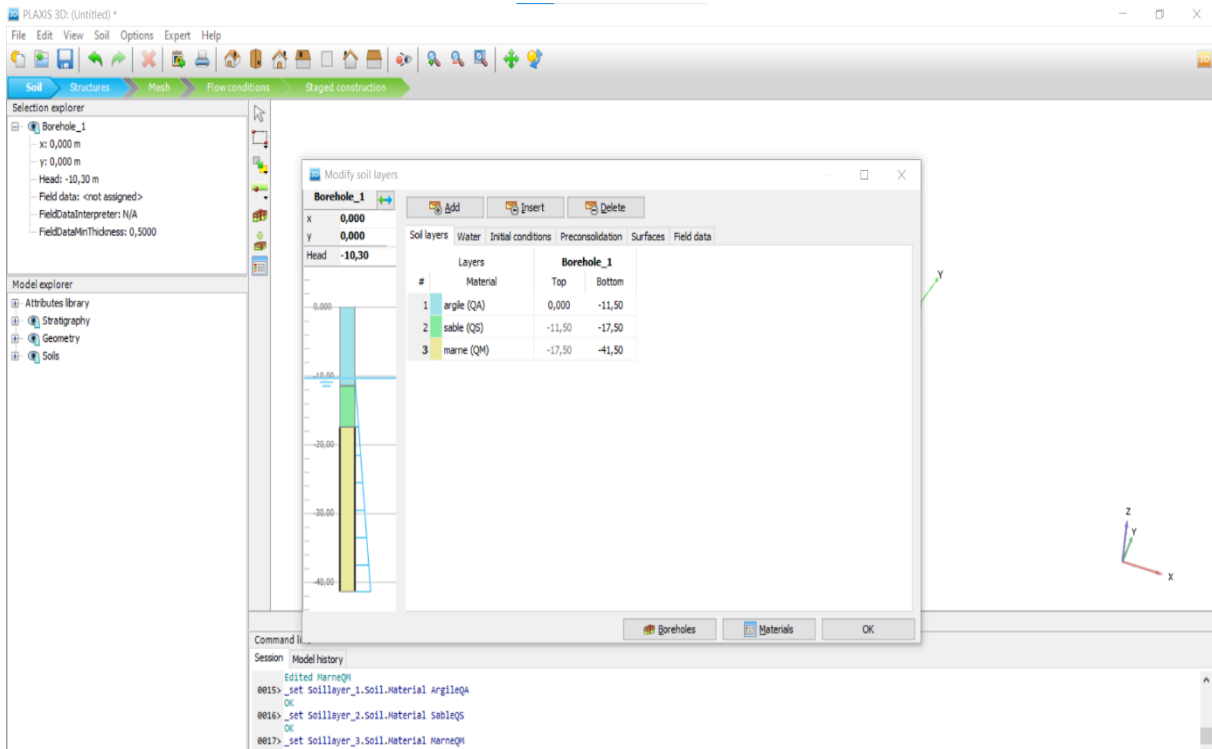 PLAXIS 3D: (Untitled) *
File Edit View Soil Options Expert Help
3D
Soil Structures Mesh Flow conditions Staged construction
Selection explorer
Borehole_1
x: 0,000 m
y: 0,000 m
Head: -10,30 m
Field data: <not assigned>
FieldDataInterpreter: N/A
FieldDataMinThickness: 0,5000
Model explorer
Attributes library
Stratigraphy
Geometry
Soils
Modify soil layers
Borehole_1
x 0,000
y 0,000
Head -10,30
0,000
-10,00
-20,00
-30,00
-40,00
Add Insert Delete
Soil layers Water Initial conditions Preconsolidation Surfaces Field data
Layers Borehole_1
# Material Top Bottom
1 argile (QA) 0,000 -11,50
2 sable (QS) -11,50 -17,50
3 marne (QM) -17,50 -41,50
Boreholes Materials OK
Y
Z
Y
X
Command li
Session Model history
Edited MarneQM
0015> _set Soillayer_1.Soil.Material ArgileQA
OK
0016> _set Soillayer_2.Soil.Material SableQS
OK
0017> _set Soillayer_3.Soil.Material MarneQM